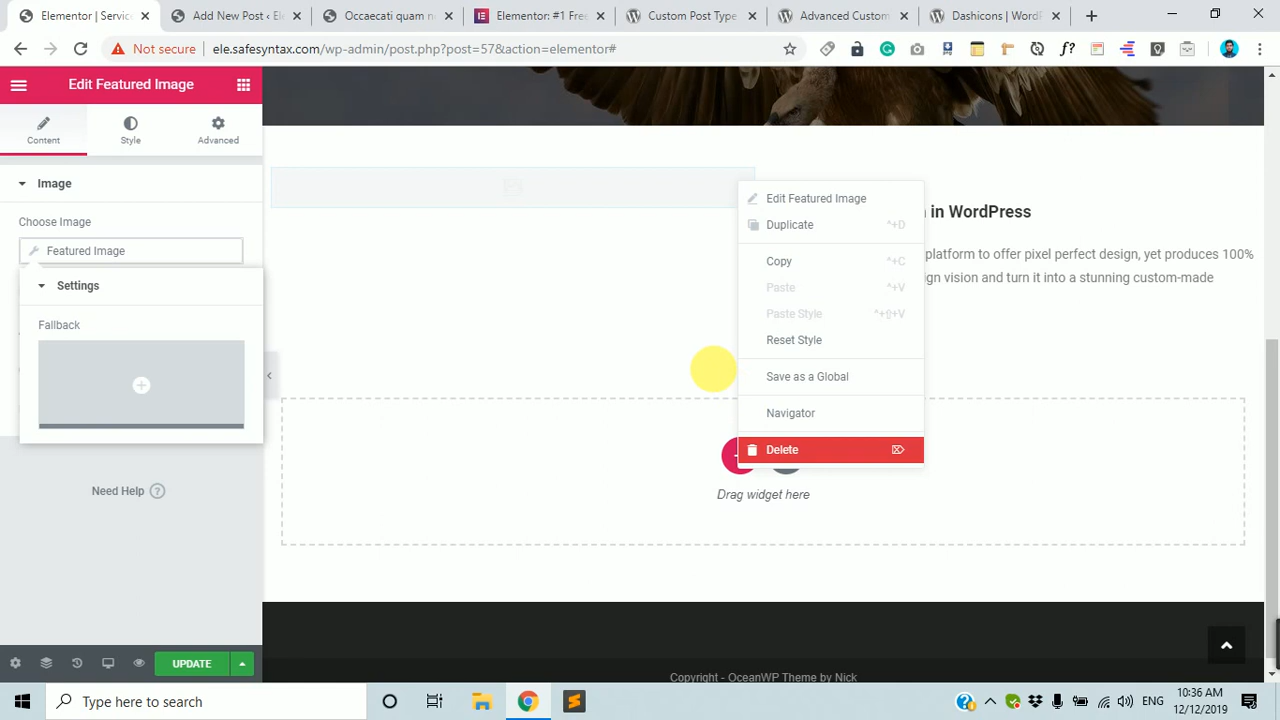 Elementor | Servic
Add New Post ‹ Ele
Occaecati quam n
Elementor: #1 Free
Custom Post Type
Advanced Custom
Dashicons | WordP
Not secure
ele.safesyntax.com/wp-admin/post.php?post=57&action=elementor#
f?
Edit Featured Image
Content
Style
Advanced
Image
Choose Image
Featured Image
Settings
Fallback
Need Help ?
UPDATE
Edit Featured Image
Duplicate ^+D
Copy ^+C
Paste ^+V
Paste Style ^+⇧+V
Reset Style
Save as a Global
Navigator
Delete
in WordPress
platform to offer pixel perfect design, yet produces 100%
ign vision and turn it into a stunning custom-made
Drag widget here
Copyright - OceanWP Theme by Nick
Type here to search
ENG
10:36 AM
12/12/2019